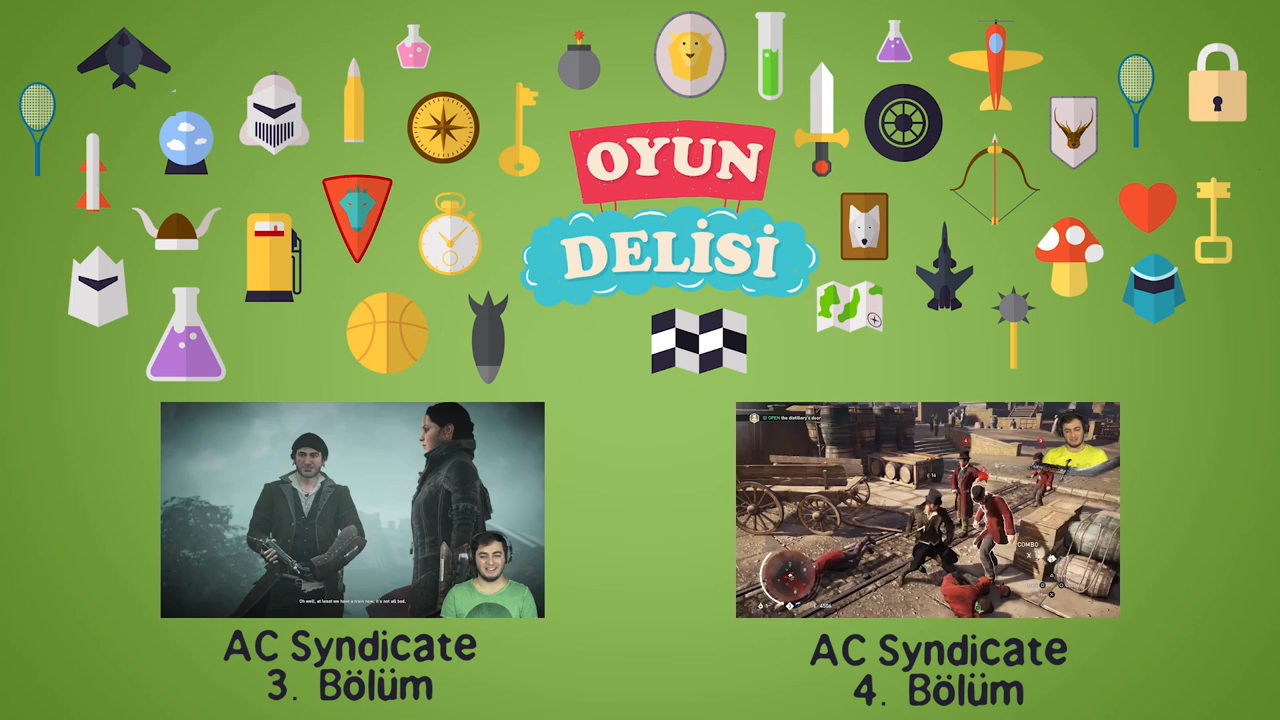 OYUN
DELİSİ
OPEN the distillery's door
Oh well, at least we have a train now, it's not all bad.
COMBO
AC Syndicate
3. Bölüm
AC Syndicate
4. Bölüm